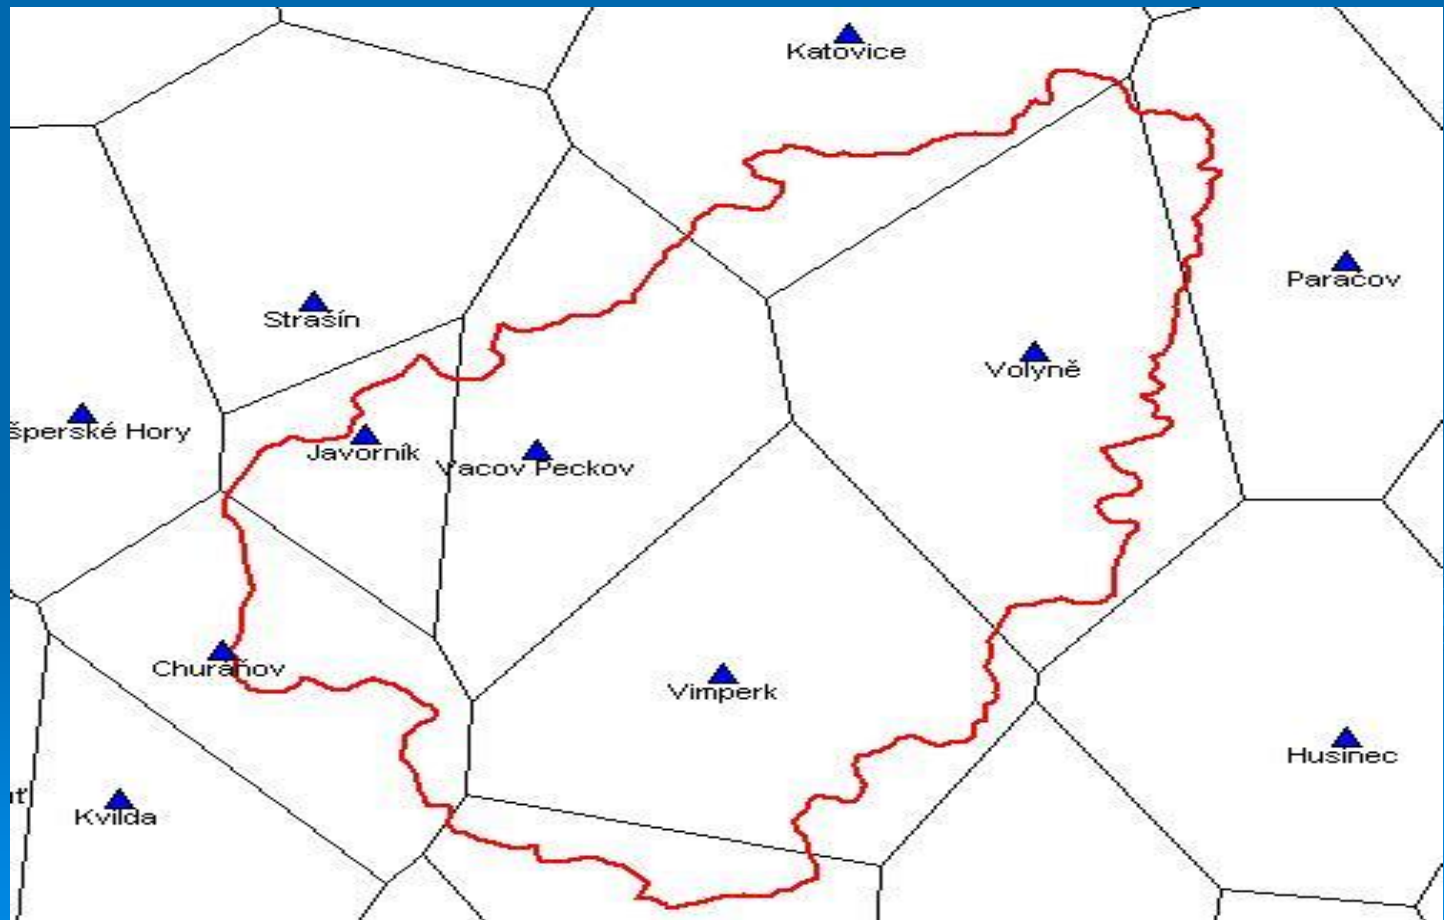 Katovice
Paračov
Strašín
Volyně
šperské Hory
Javorník
Vacov Peckov
Churáňov
Vimperk
Husinec
Kvilda